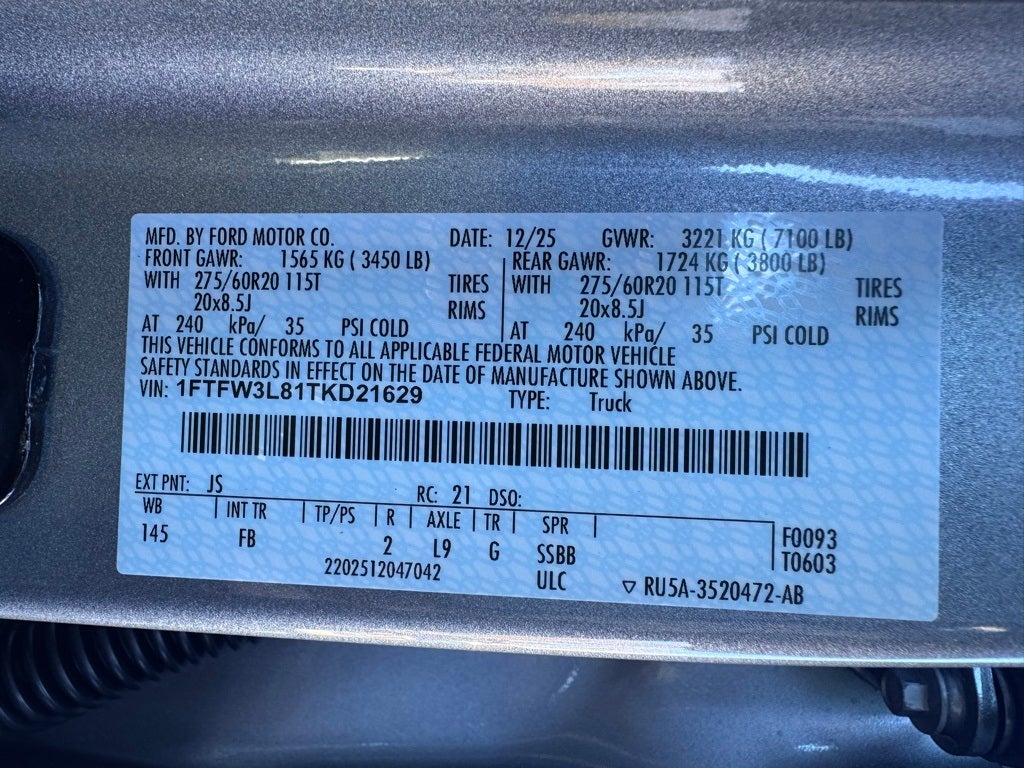 MFD. BY FORD MOTOR CO. DATE: 12/25 GVWR: 3221 KG ( 7100 LB)
FRONT GAWR: 1565 KG ( 3450 LB) REAR GAWR: 1724 KG ( 3800 LB)
WITH 275/60R20 115T TIRES WITH 275/60R20 115T TIRES
20x8.5J RIMS 20x8.5J RIMS
AT 240 kPa/ 35 PSI COLD AT 240 kPa/ 35 PSI COLD
THIS VEHICLE CONFORMS TO ALL APPLICABLE FEDERAL MOTOR VEHICLE
SAFETY STANDARDS IN EFFECT ON THE DATE OF MANUFACTURE SHOWN ABOVE.
VIN: 1FTFW3L81TKD21629 TYPE: Truck
EXT PNT: JS RC: 21 DSO:
WB INT TR TP/PS R AXLE TR SPR F0093
145 FB 2 L9 G SSBB T0603
2202512047042 ULC ▽ RU5A-3520472-AB